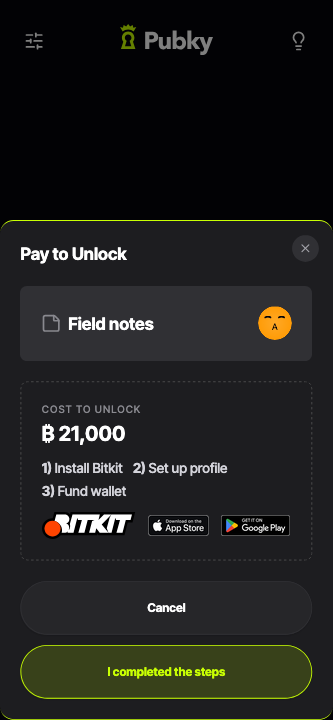 Pubky
Pay to Unlock
Field notes
A
COST TO UNLOCK
₿ 21,000
1) Install Bitkit 2) Set up profile
3) Fund wallet
BITKIT
Download on the
App Store
GET IT ON
Google Play
Cancel
I completed the steps